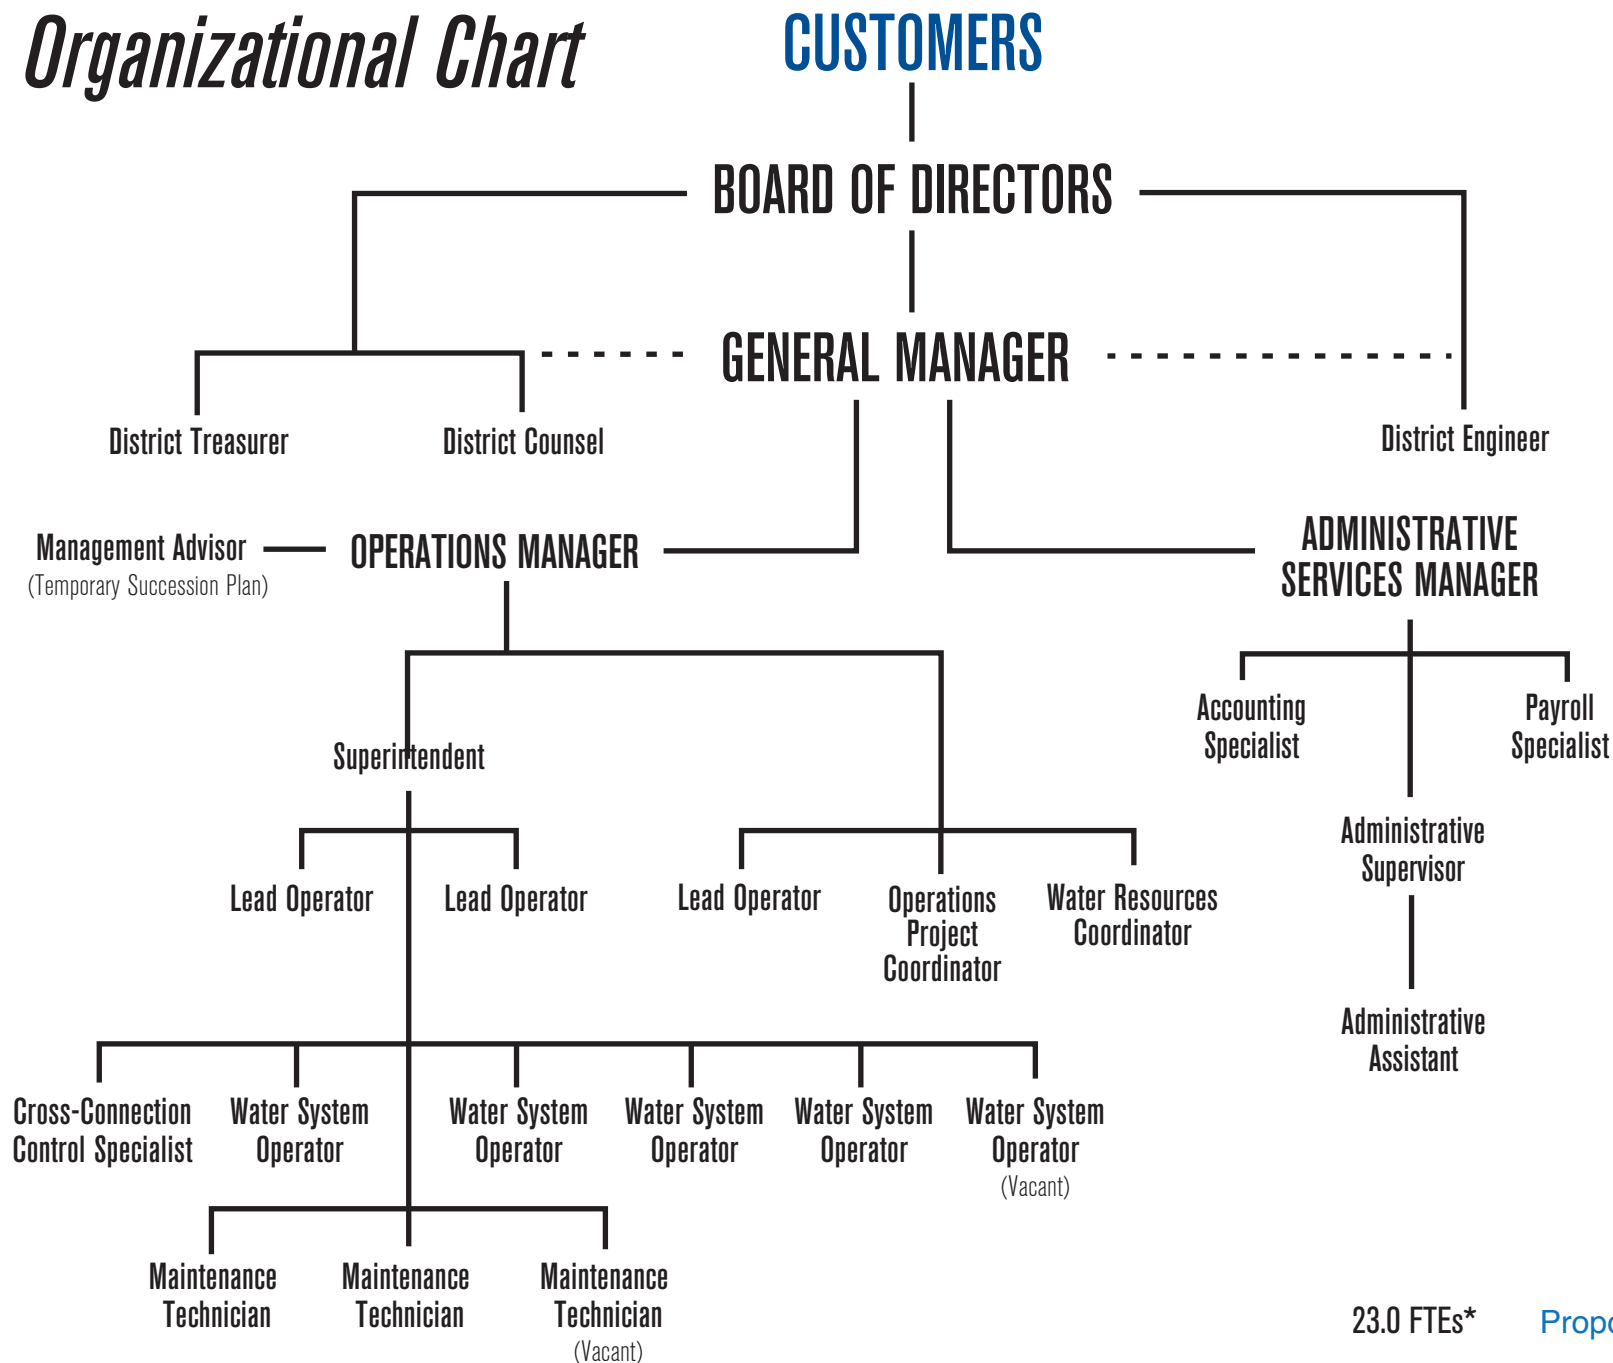 Organizational Chart
CUSTOMERS
BOARD OF DIRECTORS
GENERAL MANAGER
District Treasurer
District Counsel
District Engineer
Management Advisor
(Temporary Succession Plan)
OPERATIONS MANAGER
ADMINISTRATIVE
SERVICES MANAGER
Accounting
Specialist
Payroll
Specialist
Superintendent
Administrative
Supervisor
Lead Operator
Lead Operator
Lead Operator
Operations
Project
Coordinator
Water Resources
Coordinator
Administrative
Assistant
Cross-Connection
Control Specialist
Water System
Operator
Water System
Operator
Water System
Operator
Water System
Operator
Water System
Operator
(Vacant)
Maintenance
Technician
Maintenance
Technician
Maintenance
Technician
(Vacant)
23.0 FTEs*